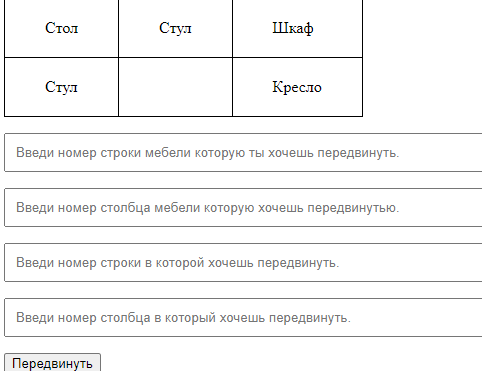 Стол Стул Шкаф
Стул Кресло
Введи номер строки мебели которую ты хочешь передвинуть.
Введи номер столбца мебели которую хочешь передвинутью.
Введи номер строки в которой хочешь передвинуть.
Введи номер столбца в который хочешь передвинуть.
Передвинуть